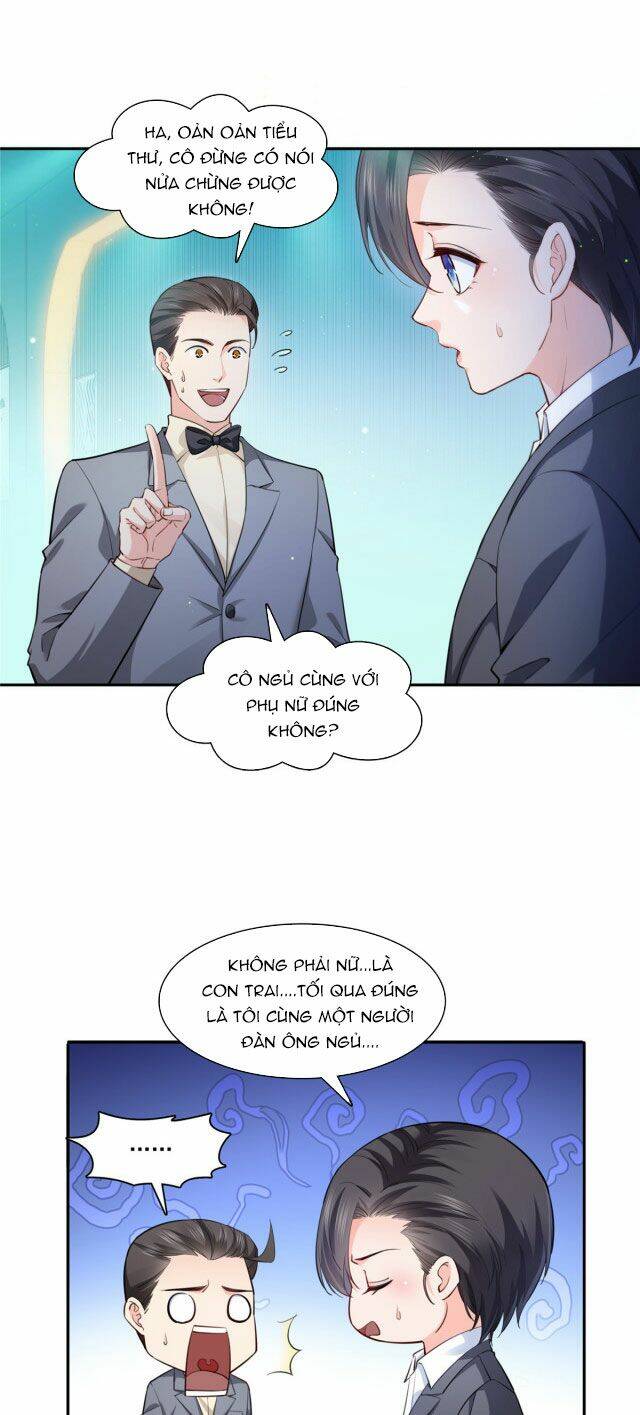 HA, OẢN OẢN TIỂU
THƯ, CÔ ĐỪNG CÓ NÓI
NỬA CHỪNG ĐƯỢC
KHÔNG!
CÔ NGỦ CÙNG VỚI
PHỤ NỮ ĐÚNG
KHÔNG?
KHÔNG PHẢI NỮ...LÀ
CON TRAI....TỐI QUA ĐÚNG
LÀ TÔI CÙNG MỘT NGƯỜI
ĐÀN ÔNG NGỦ....
......